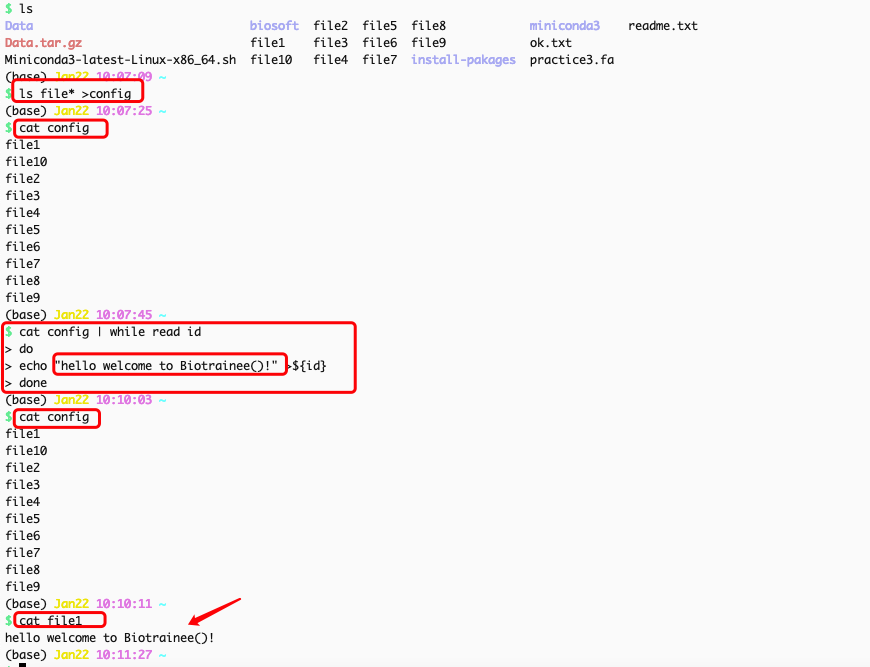 $ ls
Data biosoft file2 file5 file8 miniconda3 readme.txt
Data.tar.gz file1 file3 file6 file9 ok.txt
Miniconda3-latest-Linux-x86_64.sh file10 file4 file7 install-pakages practice3.fa
(base) Jan22 10:07:09 ~
$ ls file* >config
(base) Jan22 10:07:25 ~
$ cat config
file1
file10
file2
file3
file4
file5
file6
file7
file8
file9
(base) Jan22 10:07:45 ~
$ cat config | while read id
> do
> echo "hello welcome to Biotrainee()!" >${id}
> done
(base) Jan22 10:10:03 ~
$ cat config
file1
file10
file2
file3
file4
file5
file6
file7
file8
file9
(base) Jan22 10:10:11 ~
$ cat file1
hello welcome to Biotrainee()!
(base) Jan22 10:11:27 ~